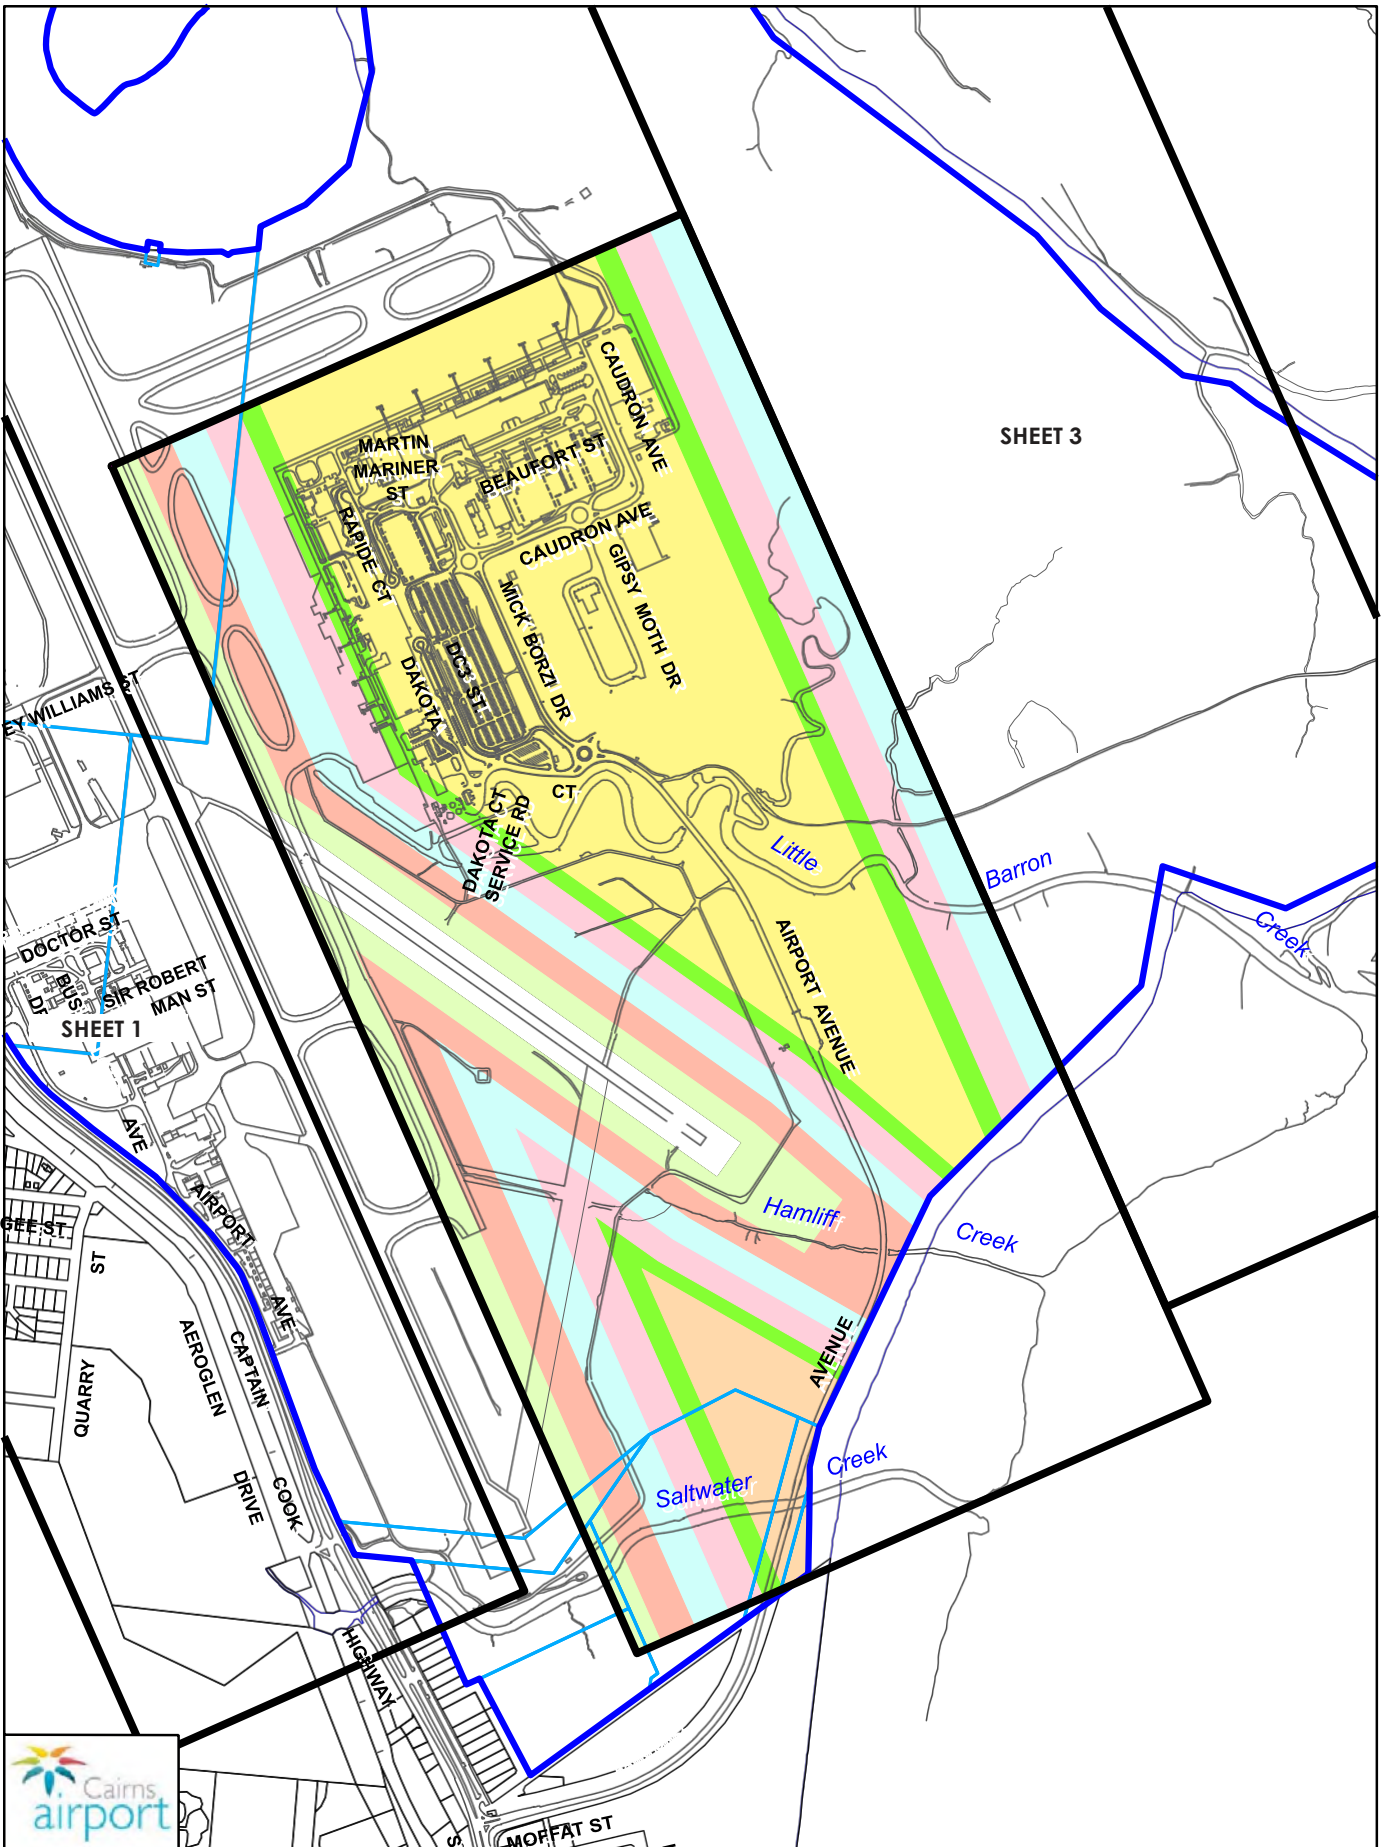 CAUDRON AVE
SHEET 3
MARTIN
MARINER
ST
BEAUFORT ST
RAPIDE CT
CAUDRON AVE
GIPSY MOTH DR
MICK BORZI DR
DC3 ST
DAKOTA
CT
EY WILLIAMS ST
DAKOTA CT
SERVICE RD
Little
Barron
Creek
DOCTOR ST
BUS
DR
SIR ROBERT
MAN ST
SHEET 1
AIRPORT AVENUE
AVE
AIRPORT
AVE
GEE ST
ST
QUARRY
Hamliff
Creek
AEROGLEN
DRIVE
CAPTAIN
COOK
HIGHWAY
AVENUE
Saltwater
Creek
Cairns
airport
MOFFAT ST
S